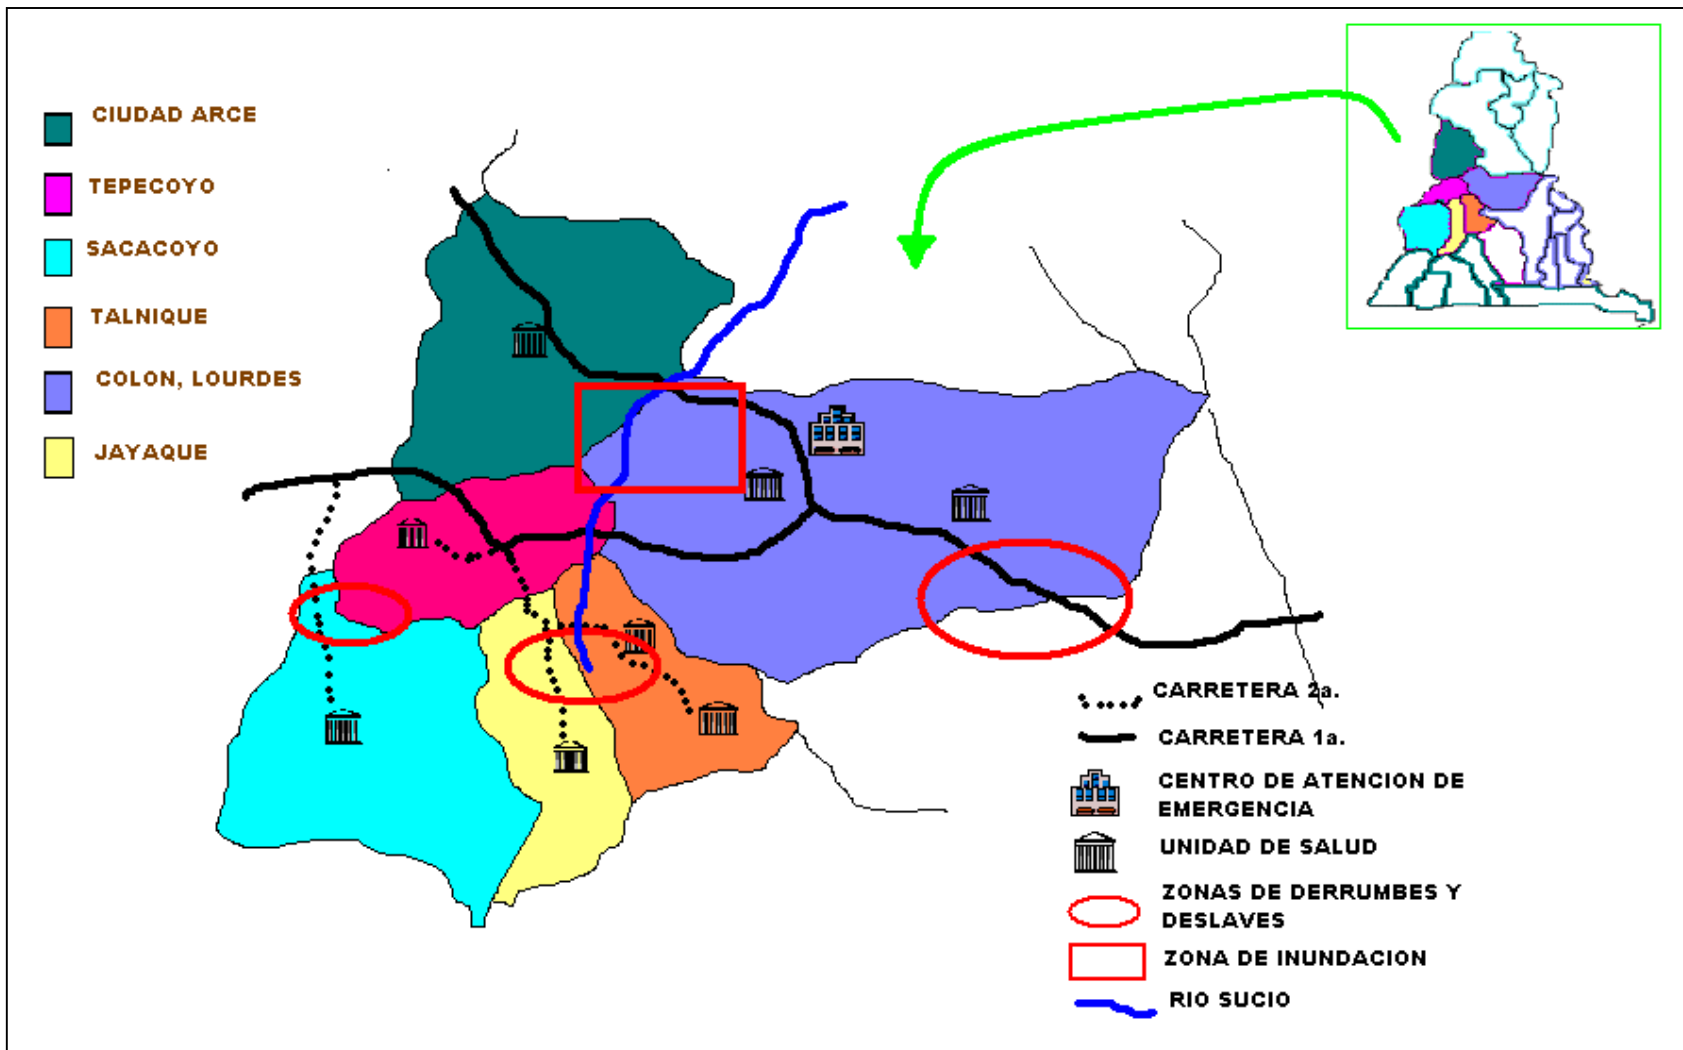 CIUDAD ARCE
TEPECOYO
SACACOYO
TALNIQUE
COLON, LOURDES
JAYAQUE
CARRETERA 2a.
CARRETERA 1a.
CENTRO DE ATENCION DE
EMERGENCIA
UNIDAD DE SALUD
ZONAS DE DERRUMBES Y
DESLAVES
ZONA DE INUNDACION
RIO SUCIO